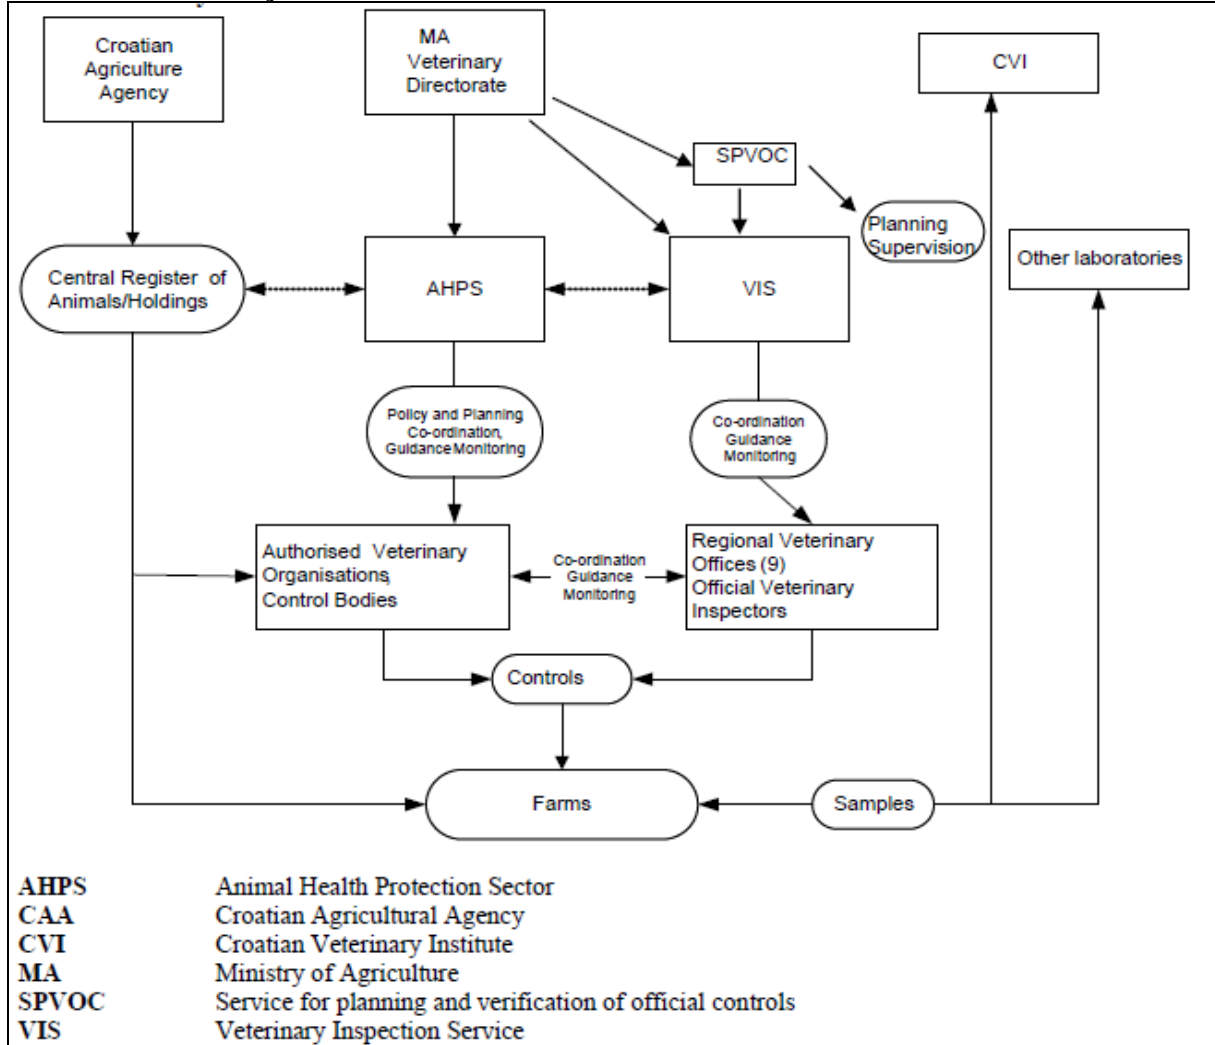 Croatian
Agriculture
Agency
MA
Veterinary
Directorate
CVI
SPVOC
Planning
Supervision
Other laboratories
Central Register of
Animals/Holdings
AHPS
VIS
Policy and Planning
Co-ordination,
Guidance Monitoring
Co-ordination
Guidance
Monitoring
Authorised Veterinary
Organisations,
Control Bodies
Co-ordination
Guidance
Monitoring
Regional Veterinary
Offices (9)
Official Veterinary
Inspectors
Controls
Farms
Samples
AHPS Animal Health Protection Sector
CAA Croatian Agricultural Agency
CVI Croatian Veterinary Institute
MA Ministry of Agriculture
SPVOC Service for planning and verification of official controls
VIS Veterinary Inspection Service